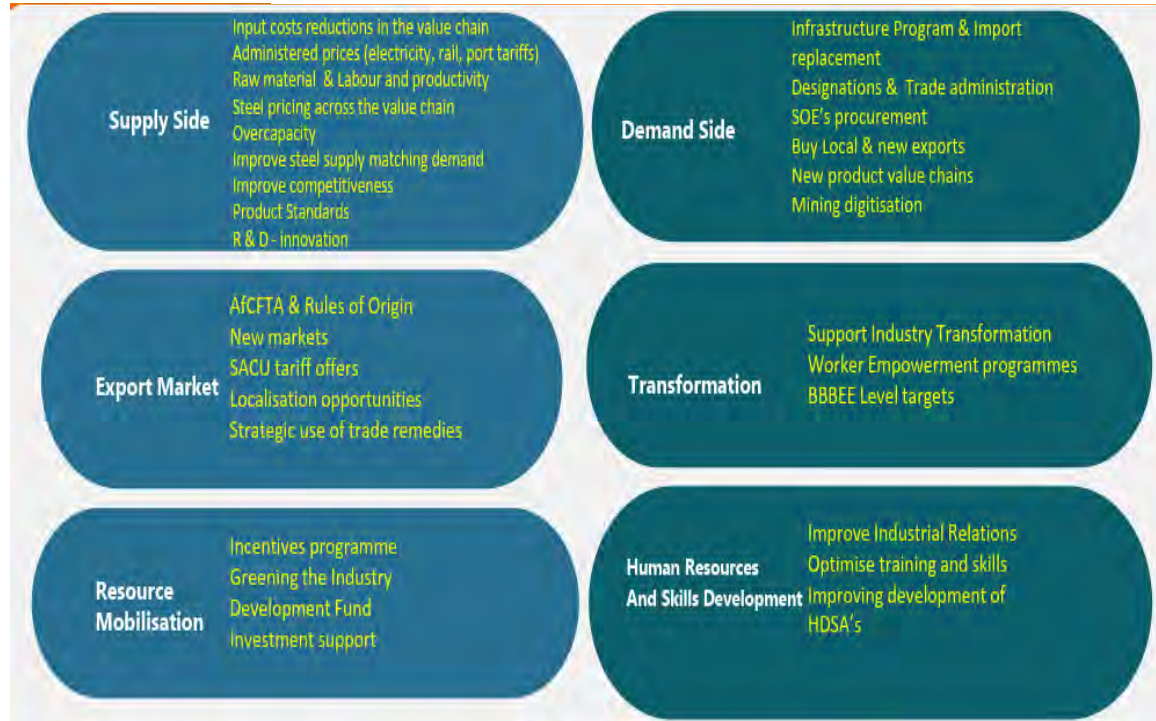 Supply Side
Input costs reductions in the value chain
Administered prices (electricity, rail, port tariffs)
Raw material & Labour and productivity
Steel pricing across the value chain
Overcapacity
Improve steel supply matching demand
Improve competitiveness
Product Standards
R & D - innovation
Demand Side
Infrastructure Program & Import
replacement
Designations & Trade administration
SOE's procurement
Buy Local & new exports
New product value chains
Mining digitisation
Export Market
AfCFTA & Rules of Origin
New markets
SACU tariff offers
Localisation opportunities
Strategic use of trade remedies
Transformation
Support Industry Transformation
Worker Empowerment programmes
BBBEE Level targets
Resource
Mobilisation
Incentives programme
Greening the Industry
Development Fund
Investment support
Human Resources
And Skills Development
Improve Industrial Relations
Optimise training and skills
Improving development of
HDSA's